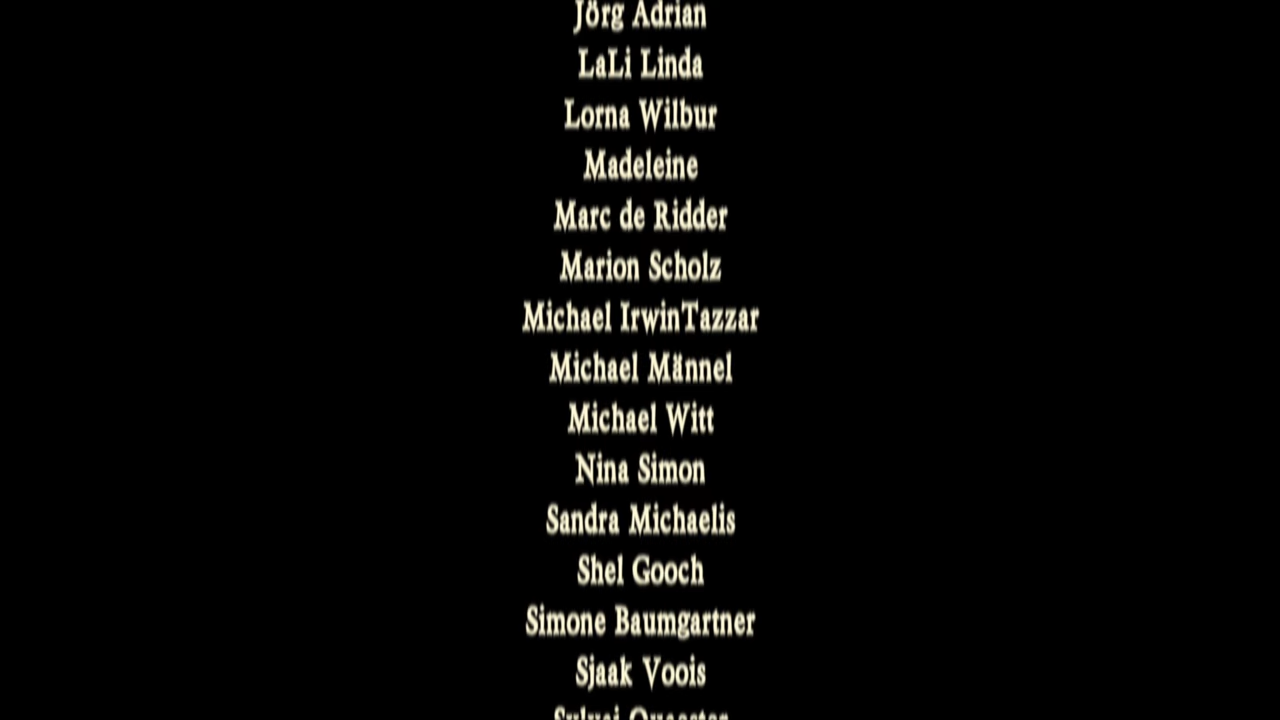 Jörg Adrian
LaLi Linda
Lorna Wilbur
Madeleine
Marc de Ridder
Marion Scholz
Michael IrwinTazzar
Michael Männel
Michael Witt
Nina Simon
Sandra Michaelis
Shel Gooch
Simone Baumgartner
Sjaak Voois